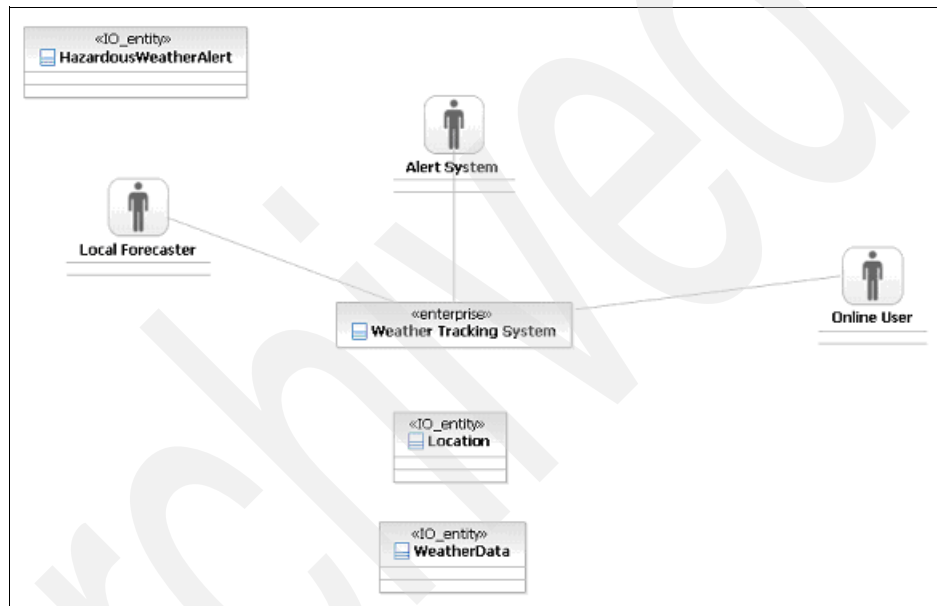 «IO_entity»
HazardousWeatherAlert
Alert System
Local Forecaster
«enterprise»
Weather Tracking System
Online User
«IO_entity»
Location
«IO_entity»
WeatherData